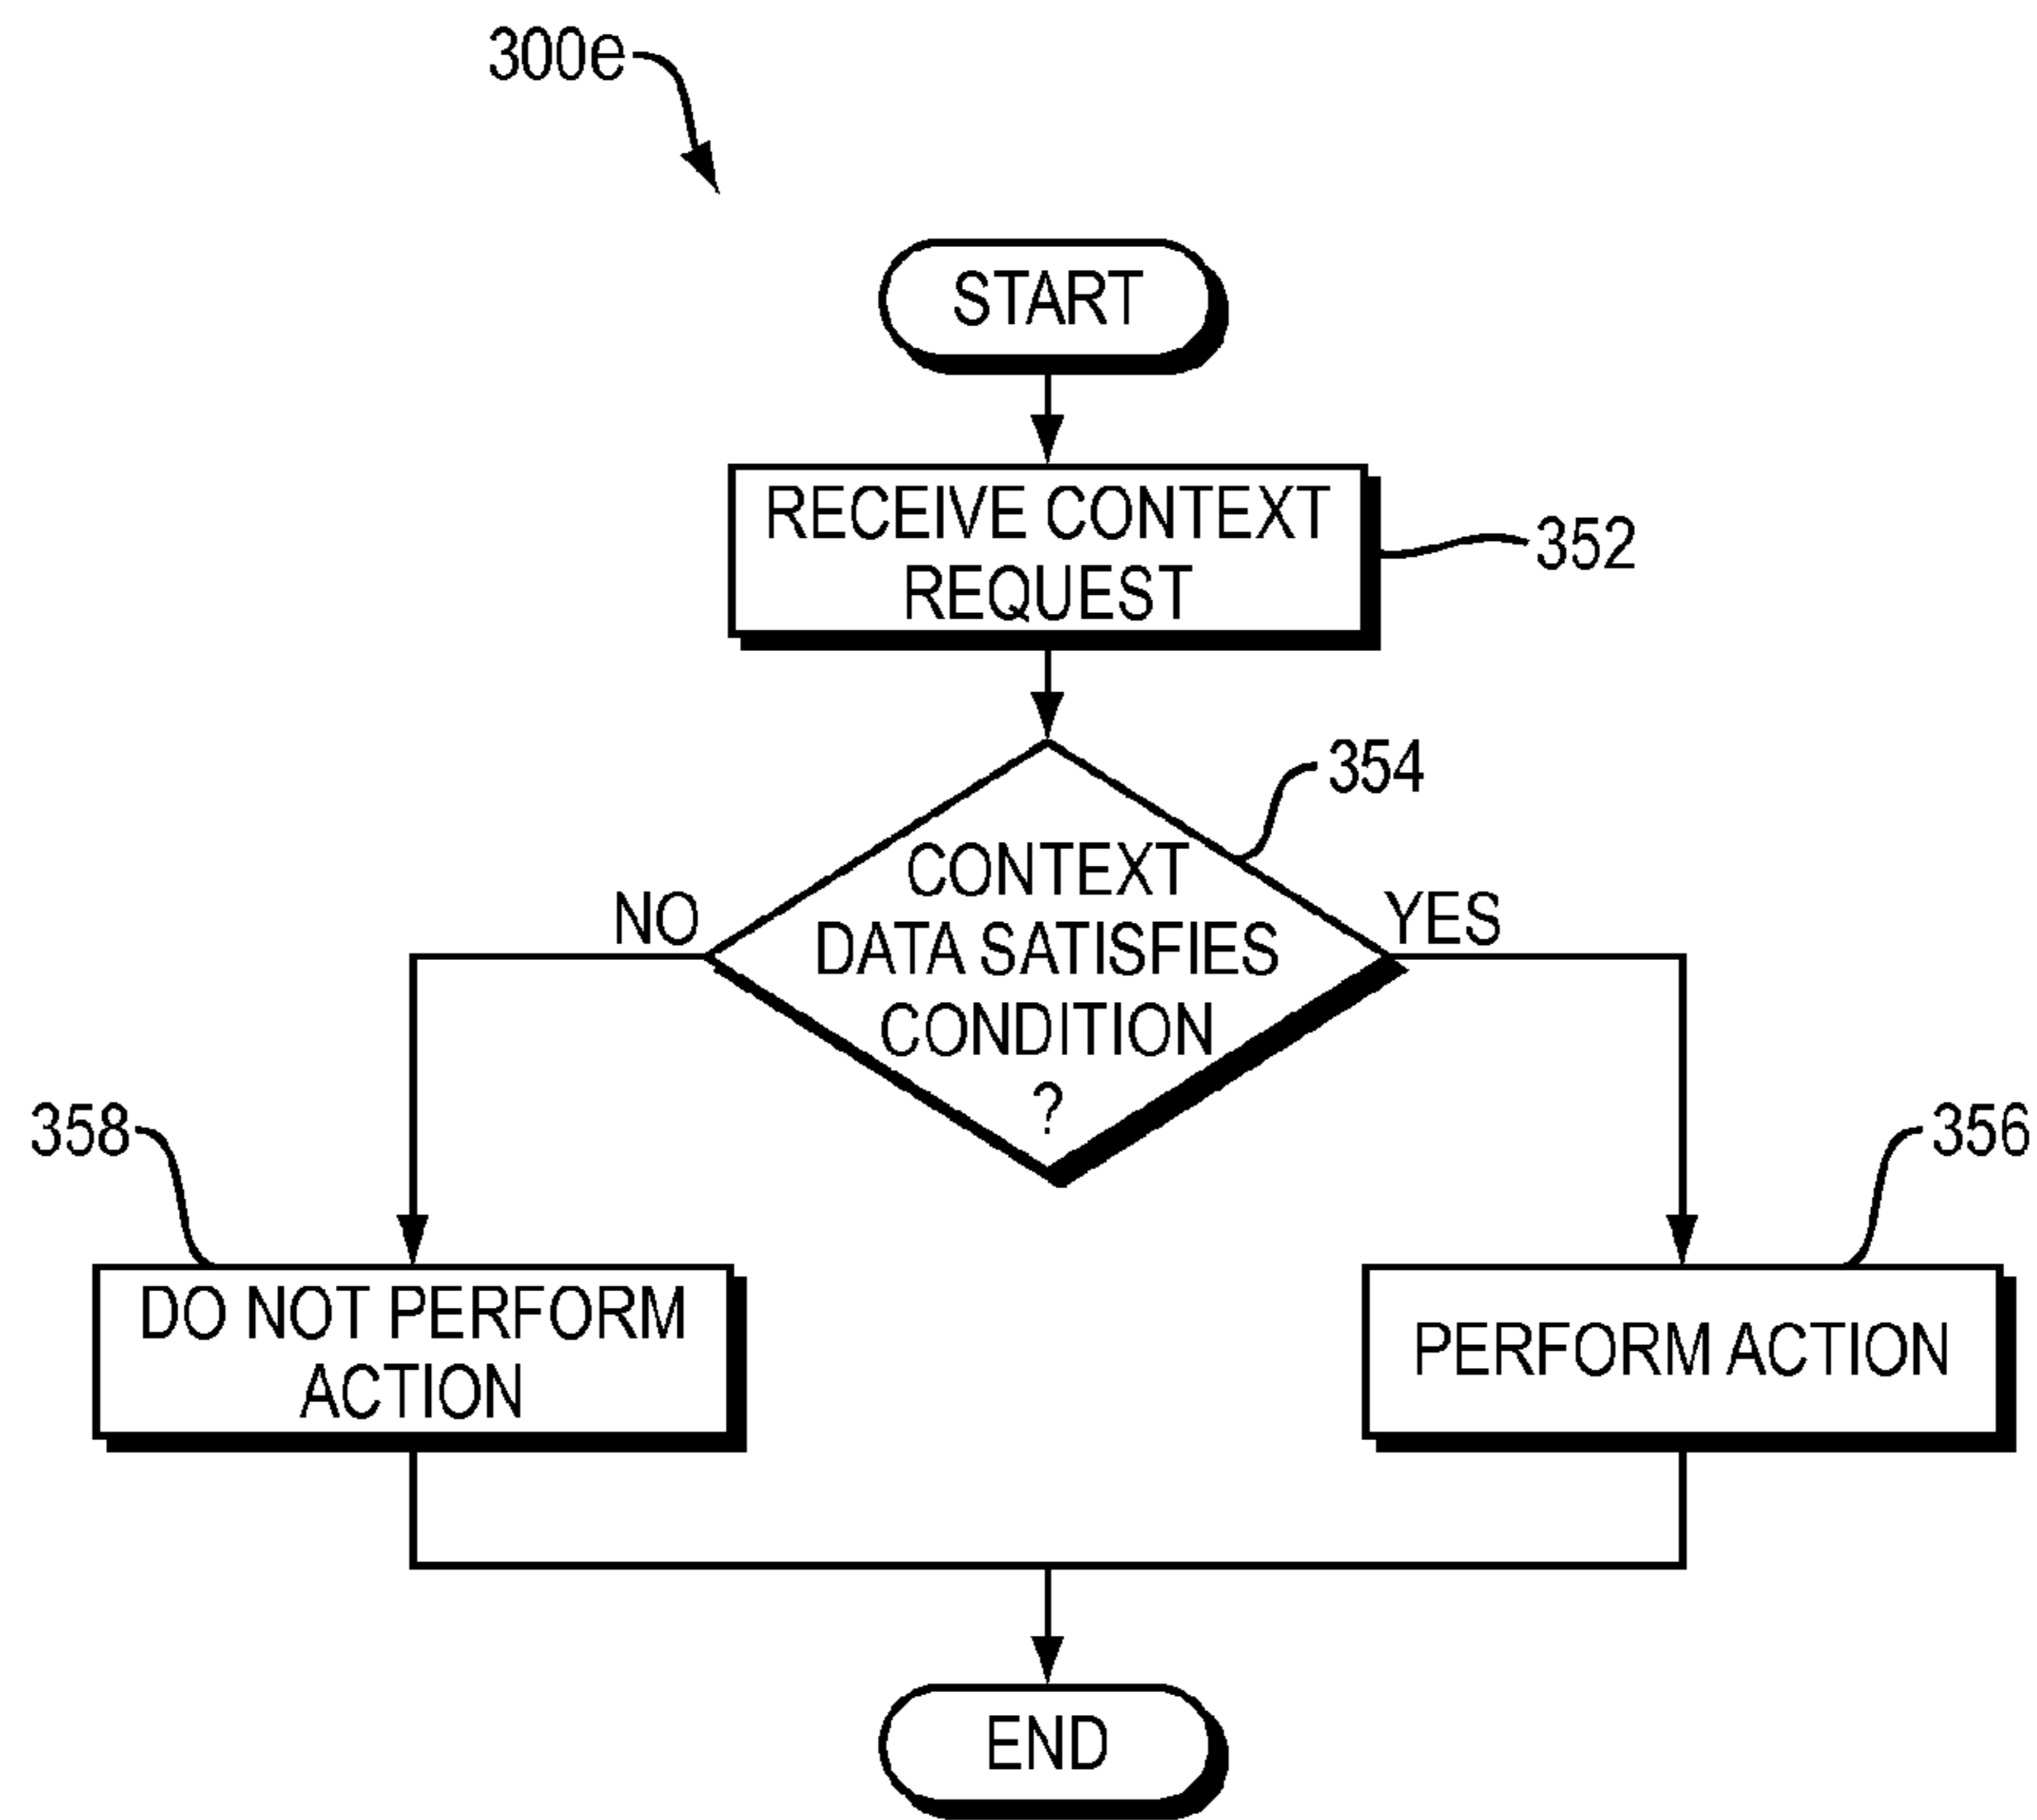 300e
START
RECEIVE CONTEXT
REQUEST
352
354
CONTEXT
DATA SATISFIES
CONDITION
?
NO
YES
358
356
DO NOT PERFORM
ACTION
PERFORM ACTION
END